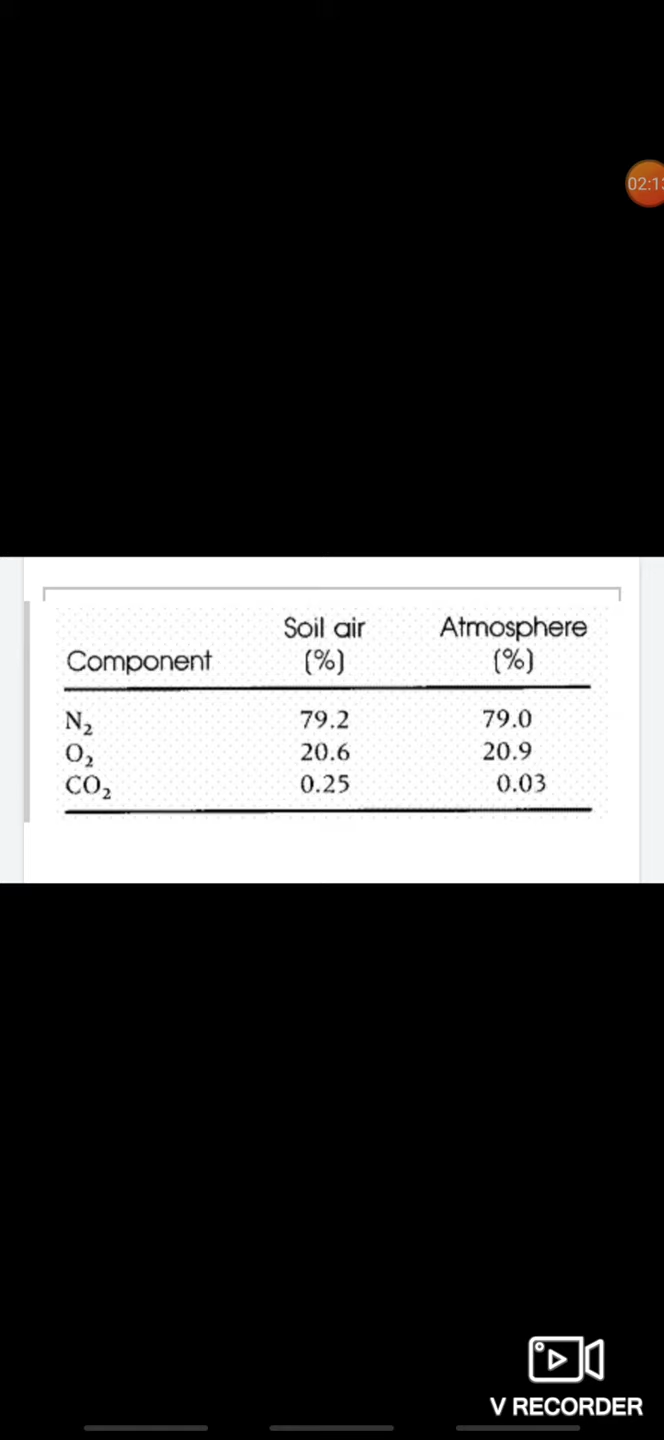 02:13
Soil air Atmosphere
Component (%) (%)
N₂ 79.2 79.0
O₂ 20.6 20.9
CO₂ 0.25 0.03
V RECORDER